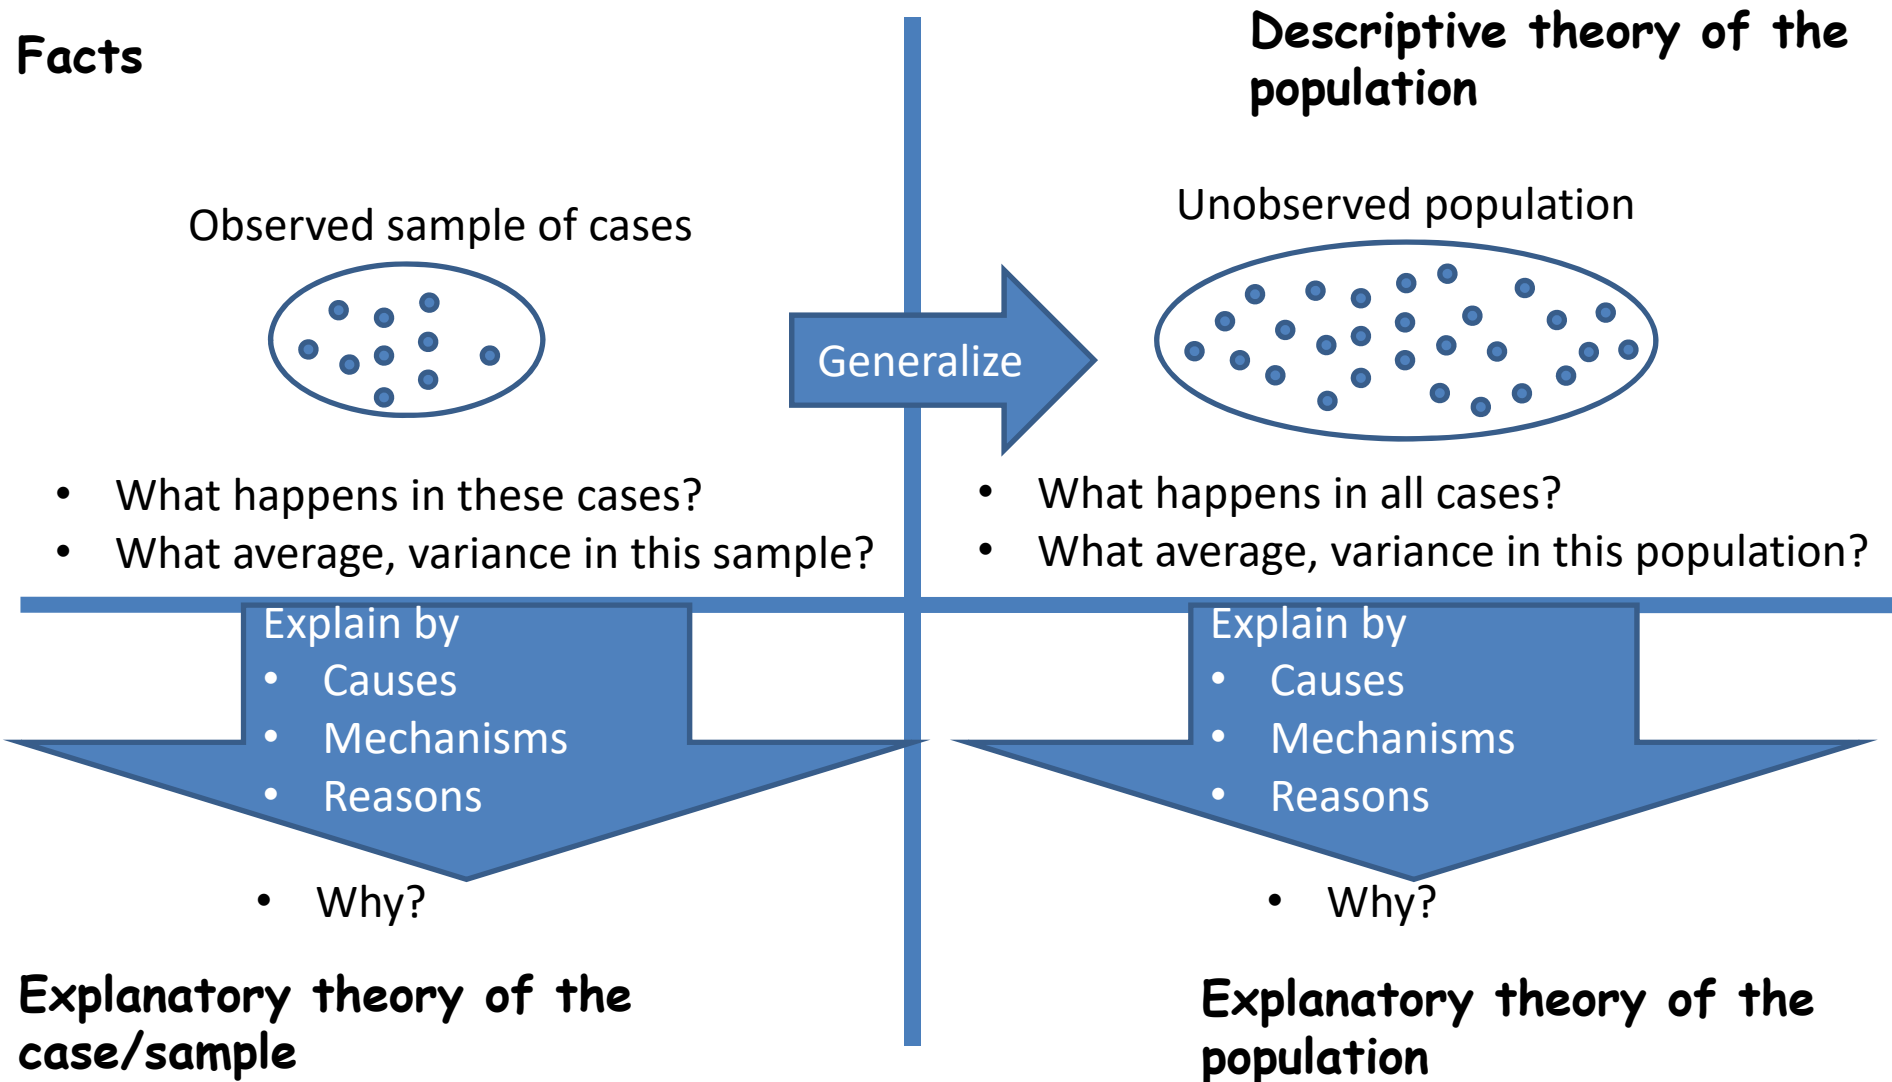 Facts
Observed sample of cases
• What happens in these cases?
• What average, variance in this sample?
Generalize
Descriptive theory of the
population
Unobserved population
• What happens in all cases?
• What average, variance in this population?
Explain by
• Causes
• Mechanisms
• Reasons
• Why?
Explanatory theory of the
case/sample
Explain by
• Causes
• Mechanisms
• Reasons
• Why?
Explanatory theory of the
population